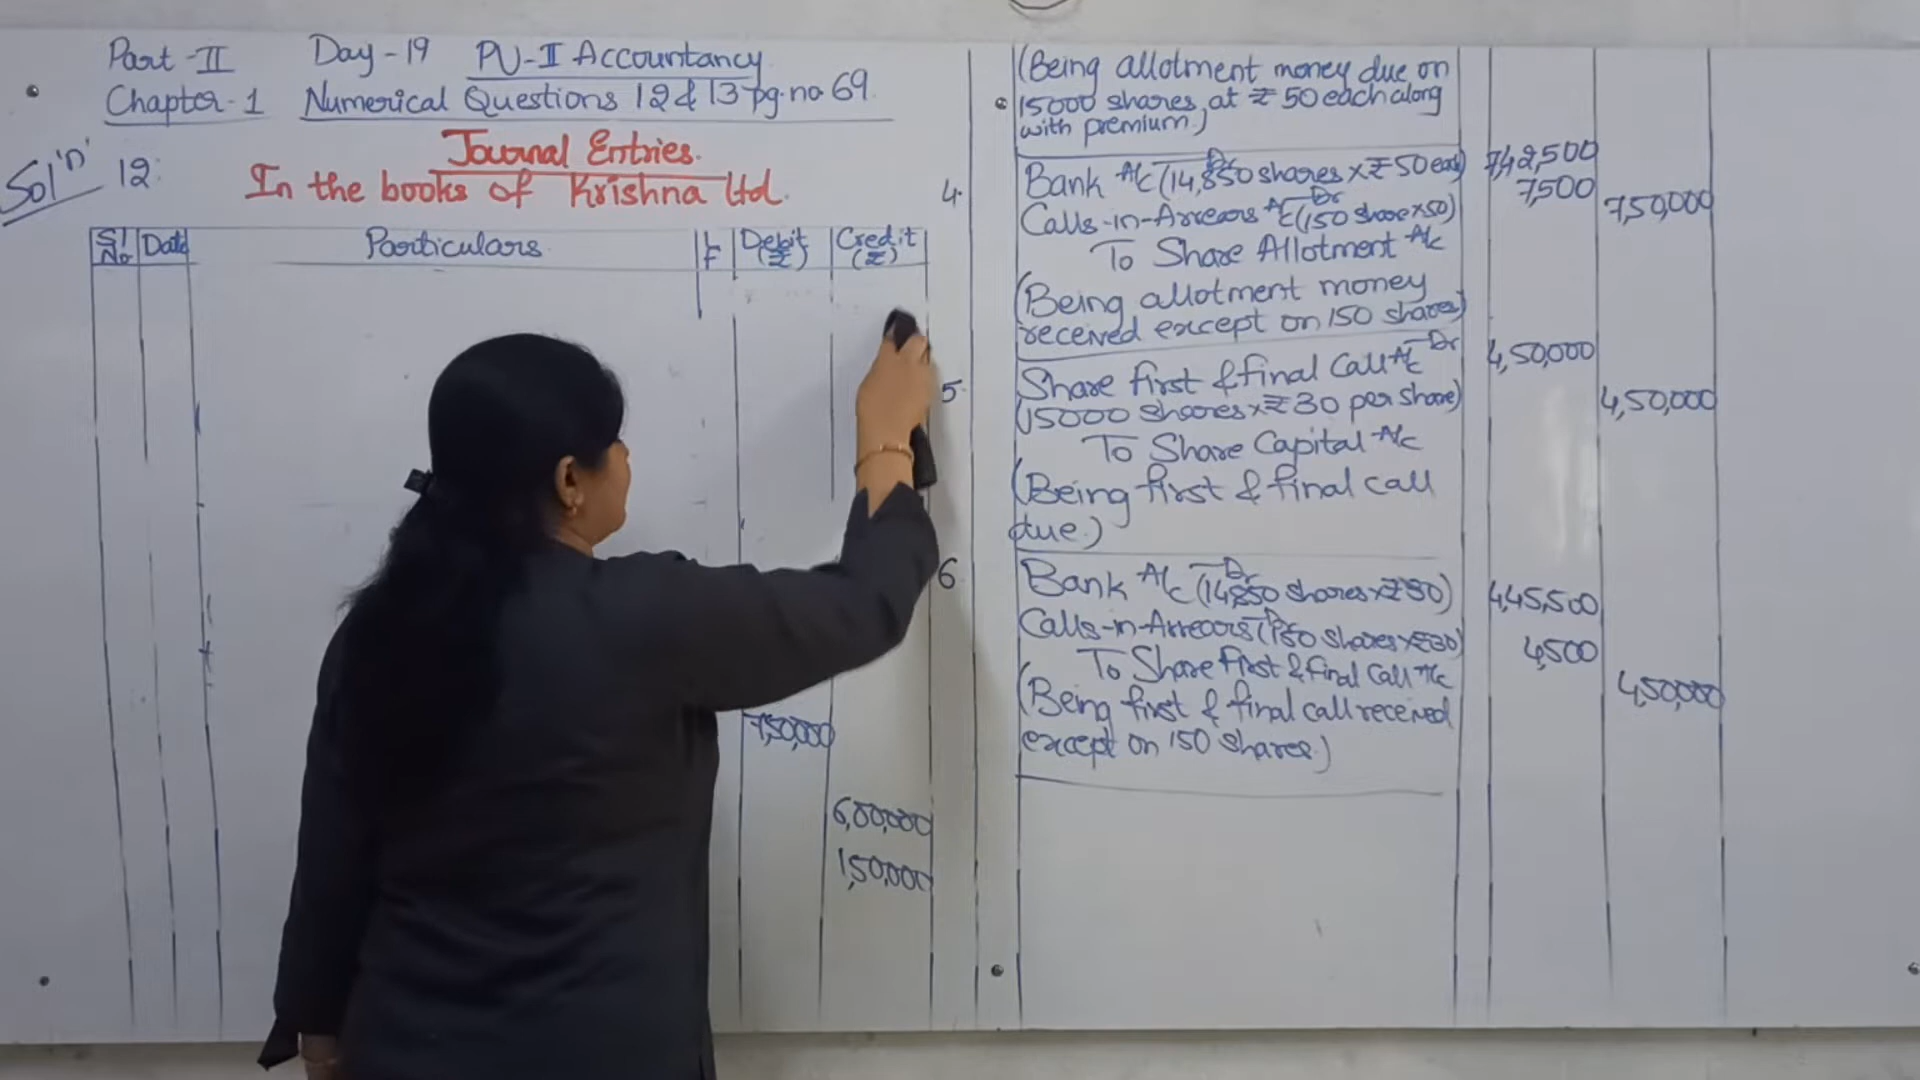 Part-II Day-19 PU-II Accountancy
Chapter-1 Numerical Questions 12 & 13 pg.no 69.
Sol'n' 12:
Journal Entries.
In the books of Krishna Ltd.
Sl No Date Particulars LF Debit (₹) Credit (₹)
7,50,000
6,00,000
1,50,000
(Being allotment money due on
15000 shares, at ₹ 50 each along
with premium.)
4. Bank A/c Dr (14,850 shares x ₹ 50 each) 7,42,500
Calls-in-Arrears A/c Dr (150 share x 50) 7,500
To Share Allotment A/c 7,50,000
(Being allotment money
received except on 150 shares)
5. Share first & final Call A/c Dr 4,50,000
(15000 shares x ₹ 30 per share)
To Share Capital A/c 4,50,000
(Being first & final call
due.)
6 Bank A/c Dr (14,850 shares x ₹ 30) 4,45,500
Calls-in-Arrears Dr (150 shares x ₹ 30) 4,500
To Share First & Final Call A/c 4,50,000
(Being first & final call received
except on 150 shares.)